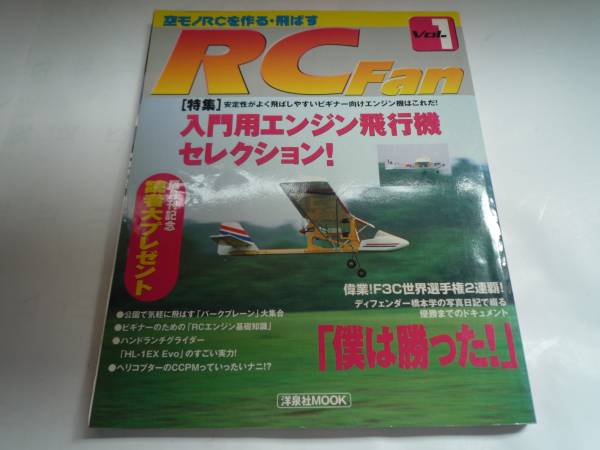 空モノRCを作る・飛ばす
RC Fan
Vol.1
[特集]安定性がよく飛ばしやすいビギナー向けエンジン機はこれだ!
入門用エンジン飛行機
セレクション!
創刊記念
読者大プレゼント
偉業!F3C世界選手権2連覇!
ディフェンダー橋本学の写真日記で綴る
優勝までのドキュメント
「僕は勝った!」
●公園で気軽に飛ばす「パークプレーン」大集合
●ビギナーのための「RCエンジン基礎知識」
●ハンドランチグライダー
「HL-1EX Evo」のすごい実力!
●ヘリコプターのCCPMっていったいナニ!?
洋泉社MOOK